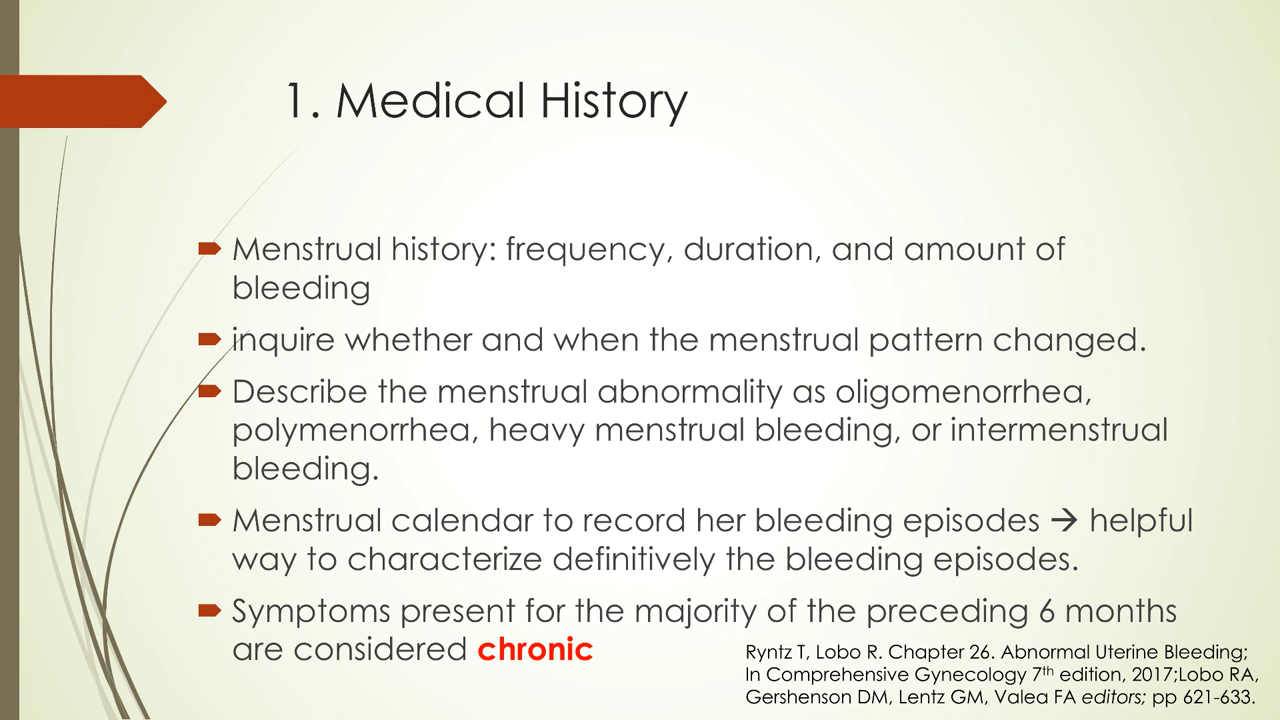 1. Medical History
Menstrual history: frequency, duration, and amount of
bleeding
inquire whether and when the menstrual pattern changed.
Describe the menstrual abnormality as oligomenorrhea,
polymenorrhea, heavy menstrual bleeding, or intermenstrual
bleeding.
Menstrual calendar to record her bleeding episodes → helpful
way to characterize definitively the bleeding episodes.
Symptoms present for the majority of the preceding 6 months
are considered chronic
Ryntz T, Lobo R. Chapter 26. Abnormal Uterine Bleeding;
In Comprehensive Gynecology 7th edition, 2017;Lobo RA,
Gershenson DM, Lentz GM, Valea FA editors; pp 621-633.